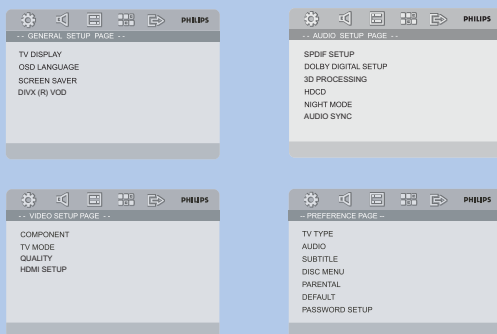 PHILIPS
- - GENERAL SETUP PAGE - -
TV DISPLAY
OSD LANGUAGE
SCREEN SAVER
DIVX (R) VOD
PHILIPS
- - AUDIO SETUP PAGE - -
SPDIF SETUP
DOLBY DIGITAL SETUP
3D PROCESSING
HDCD
NIGHT MODE
AUDIO SYNC
PHILIPS
- - VIDEO SETUP PAGE - -
COMPONENT
TV MODE
QUALITY
HDMI SETUP
PHILIPS
-- PREFERENCE PAGE --
TV TYPE
AUDIO
SUBTITLE
DISC MENU
PARENTAL
DEFAULT
PASSWORD SETUP